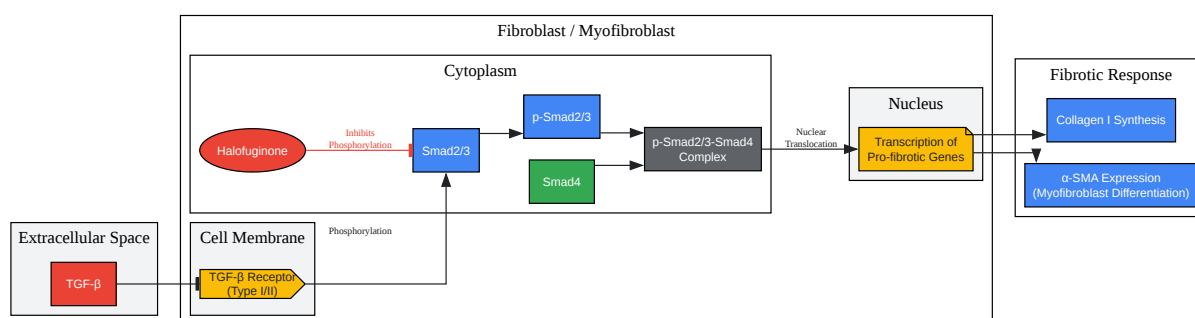 Fibroblast / Myofibroblast
Cytoplasm
Halofuginone
Inhibits
Phosphorylation
Smad2/3
p-Smad2/3
Smad4
p-Smad2/3-Smad4
Complex
Nuclear
Translocation
Nucleus
Transcription of
Pro-fibrotic Genes
Fibrotic Response
Collagen I Synthesis
α-SMA Expression
(Myofibroblast Differentiation)
Extracellular Space
TGF-β
Cell Membrane
TGF-β Receptor
(Type I/II)
Phosphorylation